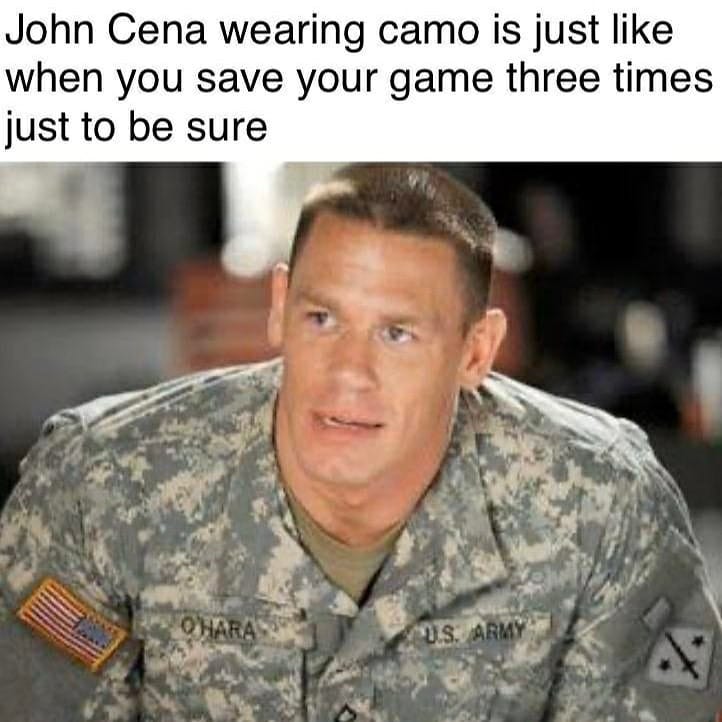 John Cena wearing camo is just like
when you save your game three times
just to be sure
O'HARA
U.S. ARMY